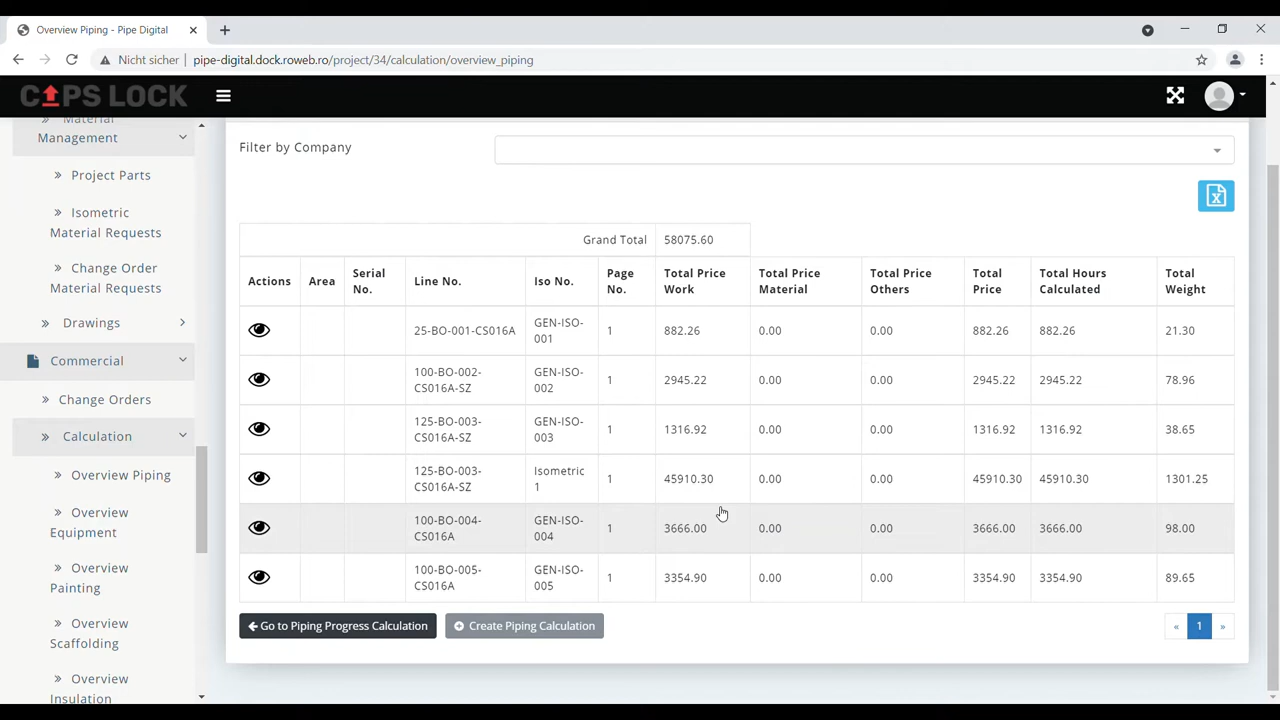 Overview Piping - Pipe Digital
Nicht sicher | pipe-digital.dock.roweb.ro/project/34/calculation/overview_piping
CAPS LOCK
Material
Management
Project Parts
Isometric
Material Requests
Change Order
Material Requests
Drawings
Commercial
Change Orders
Calculation
Overview Piping
Overview
Equipment
Overview
Painting
Overview
Scaffolding
Overview
Insulation
Filter by Company
Grand Total 58075.60
Actions Area Serial No. Line No. Iso No. Page No. Total Price Work Total Price Material Total Price Others Total Price Total Hours Calculated Total Weight
25-BO-001-CS016A GEN-ISO-001 1 882.26 0.00 0.00 882.26 882.26 21.30
100-BO-002-CS016A-SZ GEN-ISO-002 1 2945.22 0.00 0.00 2945.22 2945.22 78.96
125-BO-003-CS016A-SZ GEN-ISO-003 1 1316.92 0.00 0.00 1316.92 1316.92 38.65
125-BO-003-CS016A-SZ Isometric 1 1 45910.30 0.00 0.00 45910.30 45910.30 1301.25
100-BO-004-CS016A GEN-ISO-004 1 3666.00 0.00 0.00 3666.00 3666.00 98.00
100-BO-005-CS016A GEN-ISO-005 1 3354.90 0.00 0.00 3354.90 3354.90 89.65
Go to Piping Progress Calculation Create Piping Calculation « 1 »